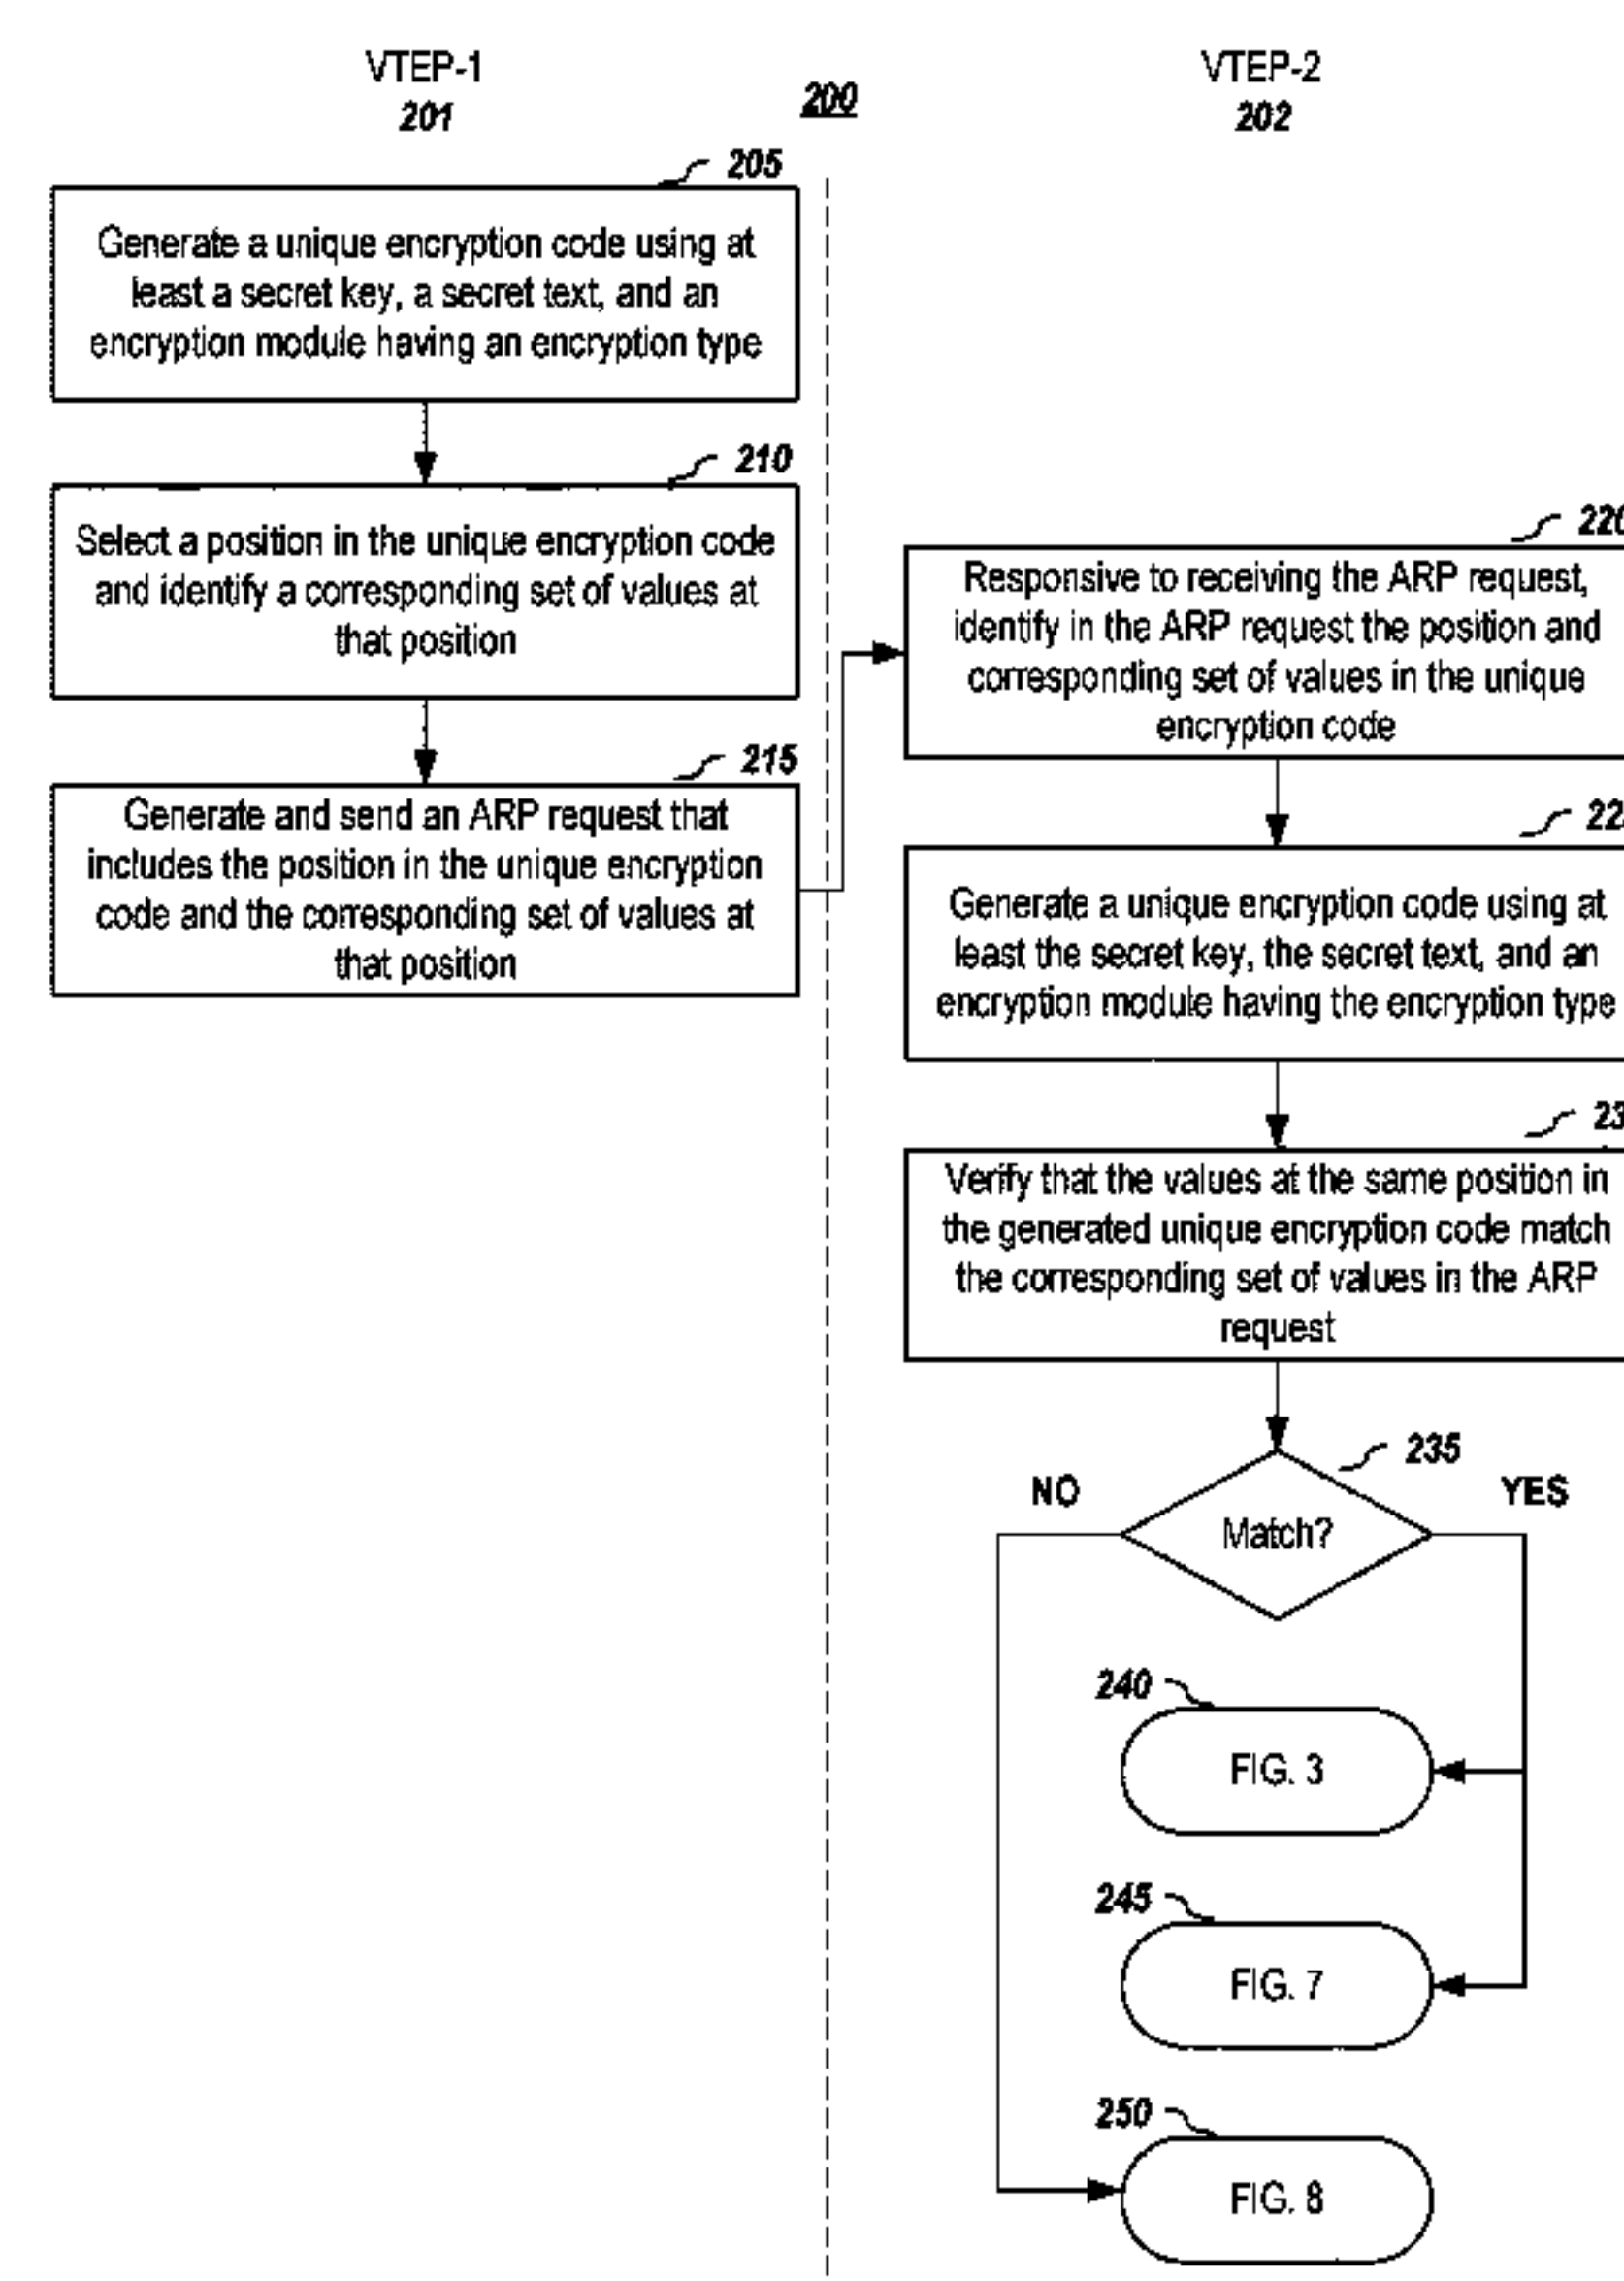 VTEP-1
201
200
VTEP-2
202
205
Generate a unique encryption code using at
least a secret key, a secret text, and an
encryption module having an encryption type
210
Select a position in the unique encryption code
and identify a corresponding set of values at
that position
215
Generate and send an ARP request that
includes the position in the unique encryption
code and the corresponding set of values at
that position
Responsive to receiving the ARP request,
identify in the ARP request the position and
corresponding set of values in the unique
encryption code
Generate a unique encryption code using at
least the secret key, the secret text, and an
encryption module having the encryption type
Verify that the values at the same position in
the generated unique encryption code match
the corresponding set of values in the ARP
request
235
NO
YES
Match?
240
FIG. 3
245
FIG. 7
250
FIG. 8